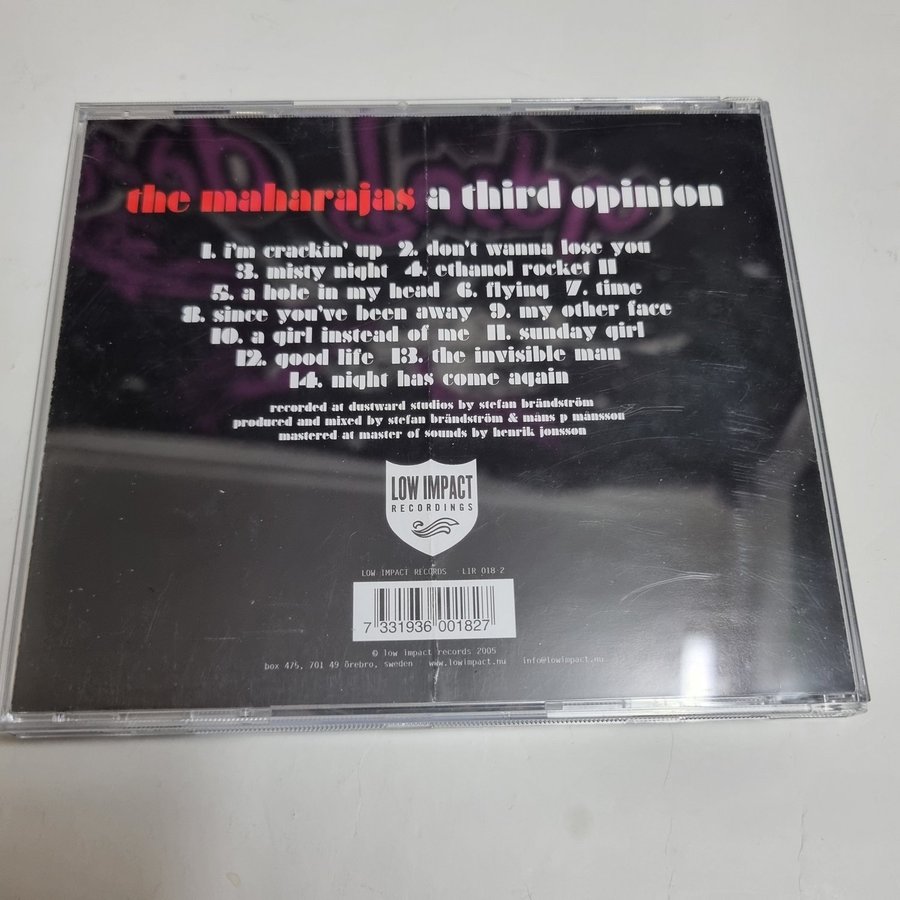 the maharajas a third opinion
1. i'm crackin' up 2. don't wanna lose you
3. misty night 4. ethanol rocket II
5. a hole in my head 6. flying 7. time
8. since you've been away 9. my other face
10. a girl instead of me 11. sunday girl
12. good life 13. the invisible man
14. night has come again
recorded at dustward studios by stefan brändström
produced and mixed by stefan brändström & måns p månsson
mastered at master of sounds by henrik jonsson
LOW IMPACT
RECORDINGS
LOW IMPACT RECORDS LIR 018-2
7 331936 001827
© low impact records 2005
box 475, 701 49 örebro, sweden www.lowimpact.nu info@lowimpact.nu